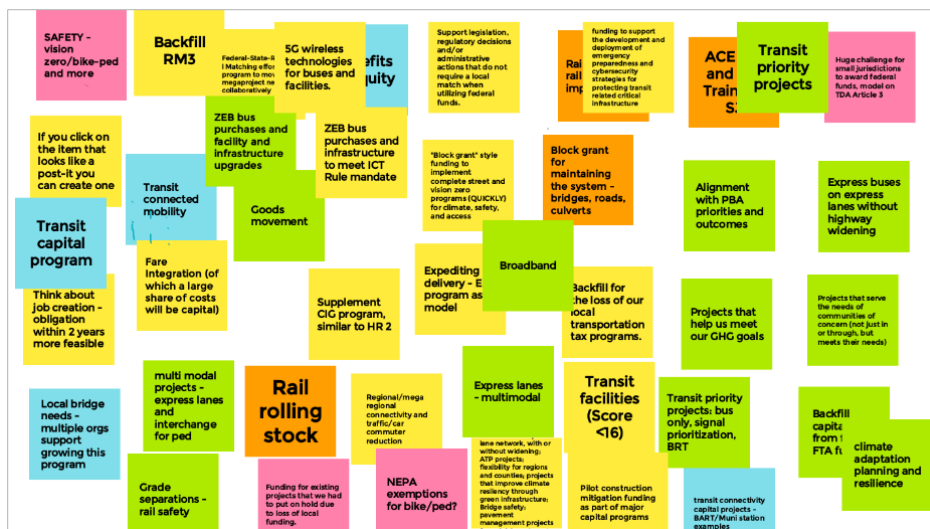 SAFETY -
vision
zero/bike-ped
and more
Backfill
RM3
Federal-State-R
l Matching effor
program to mov
megaproject ne
collaboratively
5G wireless
technologies
for buses and
facilities.
efits
quity
Support legislation,
regulatory decisions
and/or
administrative
actions that do not
require a local
match when
utilizing federal
funds.
Rai
rail
imp
funding to support
the development and
deployment of
emergency
preparedness and
cybersecurity
strategies for
protecting transit
related critical
infrastructure
ACE
and
Train
S
Transit
priority
projects
Huge challenge for
small jurisdictions
to award federal
funds, model on
TDA Article 3
If you click on
the item that
looks like a
post-it you
can create one
Transit
connected
mobility
ZEB bus
purchases and
facility and
infrastructure
upgrades
ZEB bus
purchases and
infrastructure
to meet ICT
Rule mandate
Goods
movement
"Block grant" style
funding to
implement
complete street and
vision zero
programs (QUICKLY)
for climate, safety,
and access
Block grant
for
maintaining
the system -
bridges, roads,
culverts
Alignment
with PBA
priorities and
outcomes
Express buses
on express
lanes without
highway
widening
Transit
capital
program
Fare
Integration (of
which a large
share of costs
will be capital)
Think about
job creation -
obligation
within 2 years
more feasible
Supplement
CIG program,
similar to HR 2
Expediting
delivery - E
program as
model
Broadband
Backfill for
the loss of our
local
transportation
tax programs.
Projects that
help us meet
our GHG goals
Projects that serve
the needs of
communities of
concern (not just in
or through, but
meets their needs)
Local bridge
needs -
multiple orgs
support
growing this
program
multi modal
projects -
express lanes
and
interchange
for ped
Rail
rolling
stock
Regional/mega
regional
connectivity and
traffic/car
commuter
reduction
Express lanes
- multimodal
Transit
facilities
(Score
<16)
Transit priority
projects: bus
only, signal
prioritization,
BRT
Backfill
capita
from
FTA fu
climate
adaptation
planning and
resilience
Grade
separations -
rail safety
Funding for existing
projects that we had
to put on hold due
to loss of local
funding.
NEPA
exemptions
for bike/ped?
lane network, with or
without widening;
ATP projects;
flexibility for regions
and counties; projects
that improve climate
resiliency through
green infrastructure;
Bridge safety;
pavement
management projects
Pilot construction
mitigation funding
as part of major
capital programs
transit connectivity
capital projects -
BART/Muni station
examples